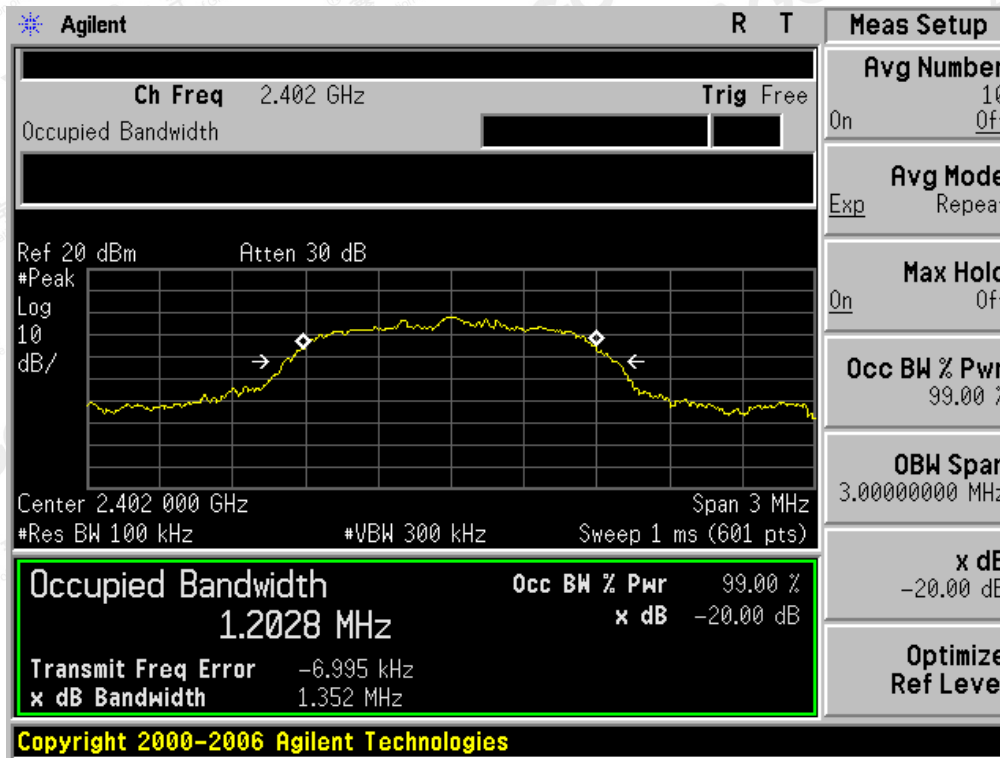 Agilent R T
Ch Freq 2.402 GHz Trig Free
Occupied Bandwidth
Ref 20 dBm Atten 30 dB
#Peak
Log
10
dB/
Center 2.402 000 GHz Span 3 MHz
#Res BW 100 kHz #VBW 300 kHz Sweep 1 ms (601 pts)
Occupied Bandwidth Occ BW % Pwr 99.00 %
1.2028 MHz x dB -20.00 dB
Transmit Freq Error -6.995 kHz
x dB Bandwidth 1.352 MHz
Copyright 2000-2006 Agilent Technologies
Meas Setup
Avg Number
10
On Off
Avg Mode
Exp Repeat
Max Hold
On Off
Occ BW % Pwr
99.00 %
OBW Span
3.00000000 MHz
x dB
-20.00 dB
Optimize
Ref Level